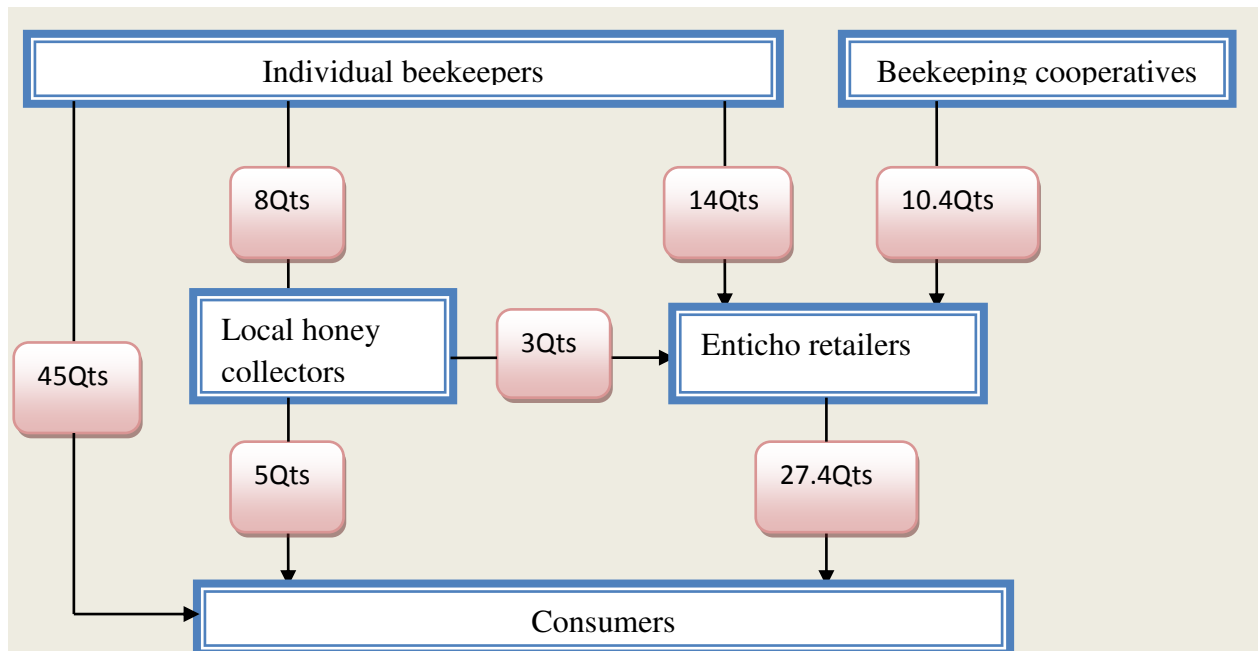 Individual beekeepers
Beekeeping cooperatives
8Qts
14Qts
10.4Qts
Local honey
collectors
3Qts
Enticho retailers
45Qts
5Qts
27.4Qts
Consumers